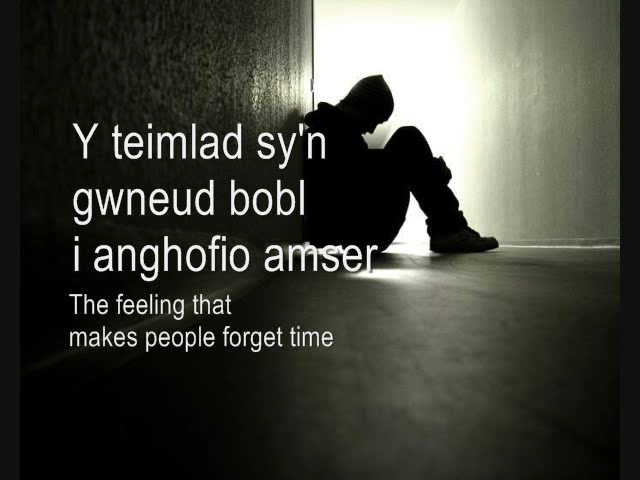 Y teimlad sy'n
gwneud bobl
i anghofio amser
The feeling that
makes people forget time